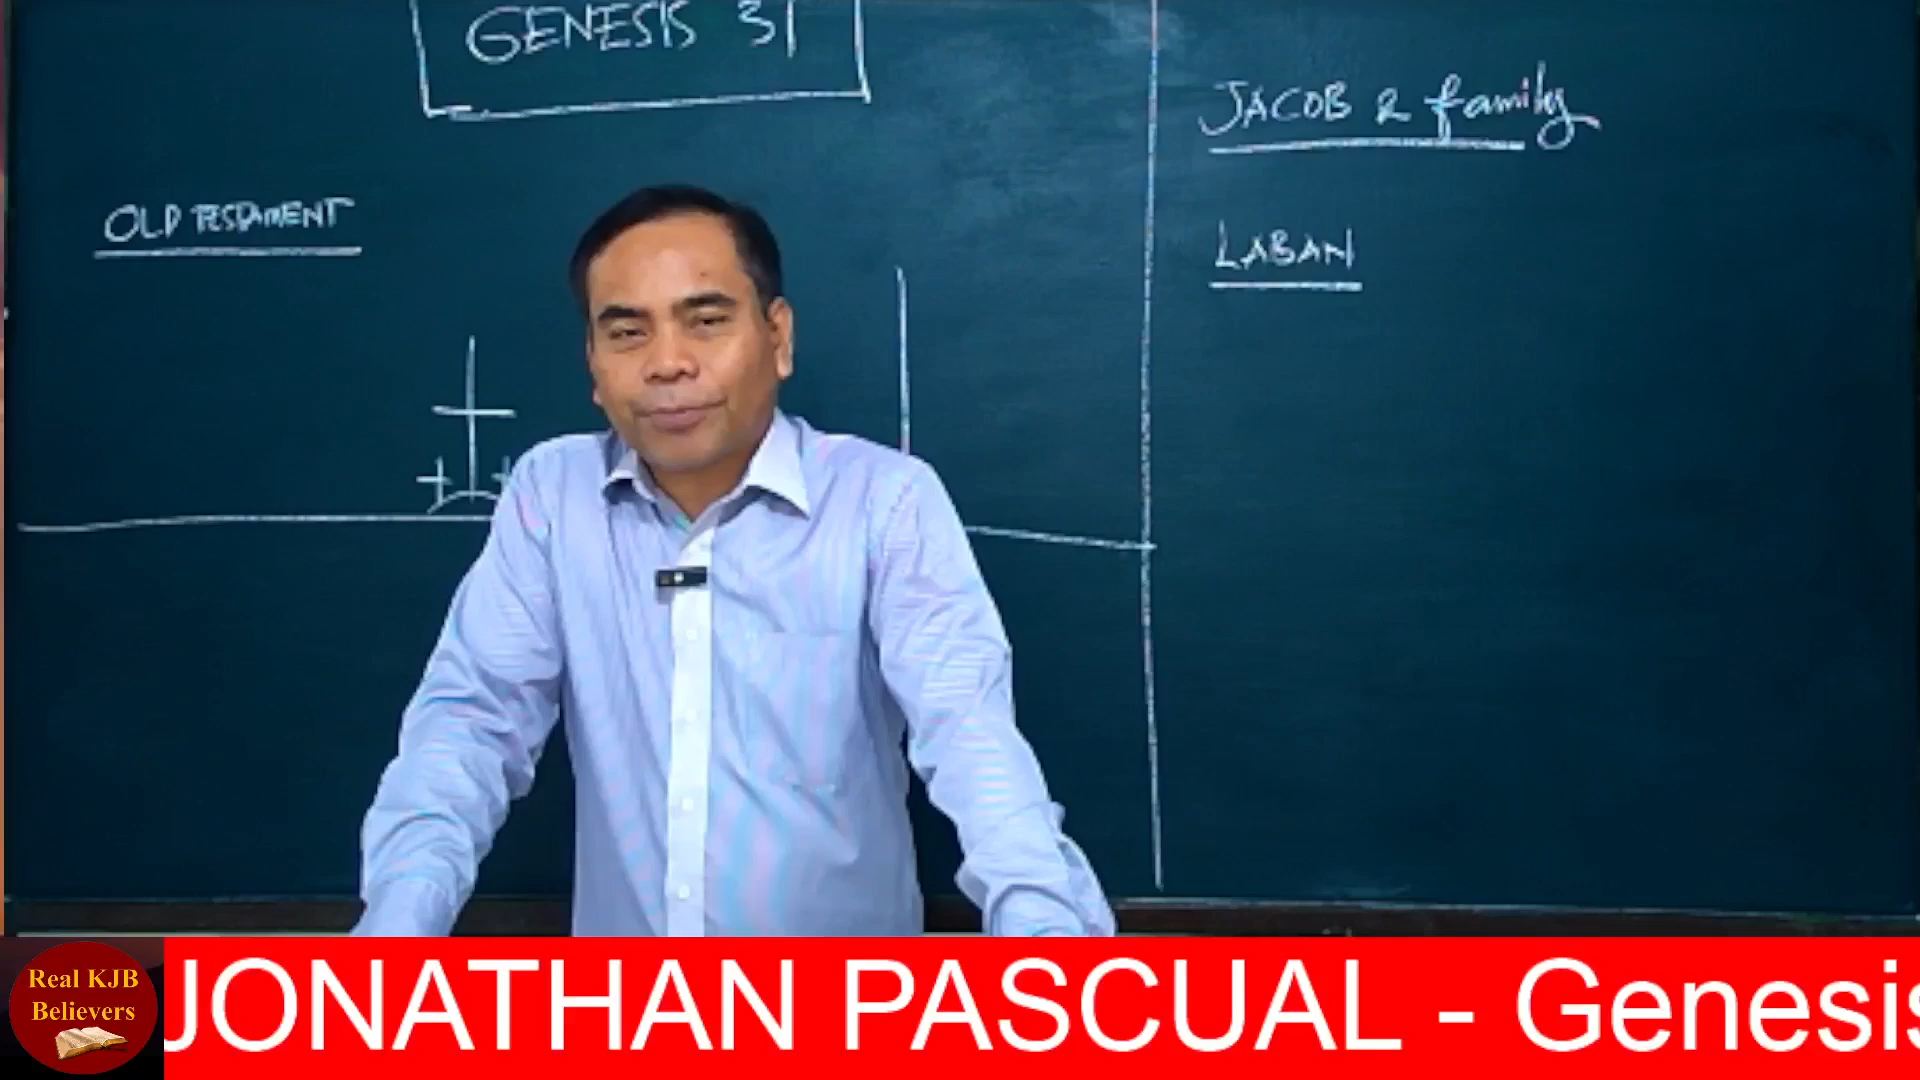 GENESIS 31
OLD TESTAMENT
JACOB & family
LABAN
Real KJB
Believers
JONATHAN PASCUAL - Genesis